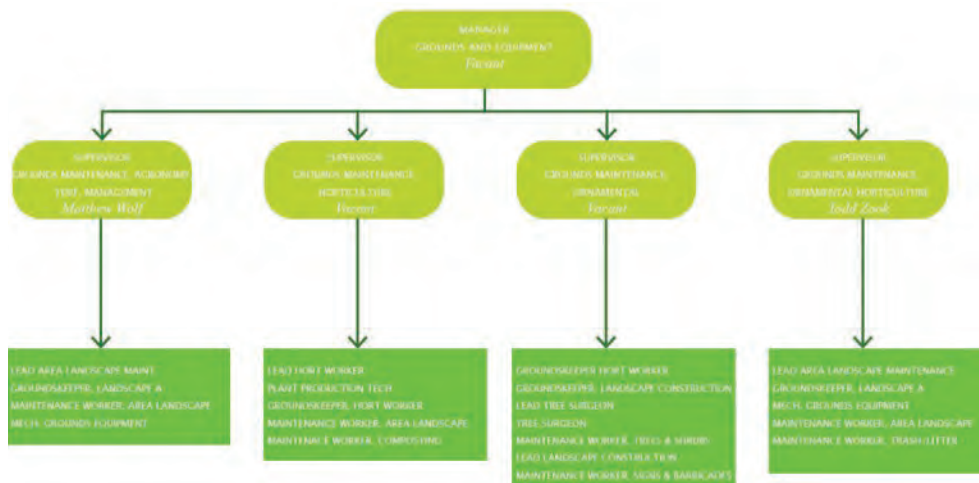 MANAGER
GROUNDS AND EQUIPMENT
Vacant
SUPERVISOR
GROUNDS MAINTENANCE, AGRONOMY
TURF, MANAGEMENT
Matthew Wolf
SUPERVISOR
GROUNDS MAINTENANCE,
HORTICULTURE
Vacant
SUPERVISOR
GROUNDS MAINTENANCE,
ORNAMENTAL
Vacant
SUPERVISOR
GROUNDS MAINTENANCE,
ORNAMENTAL HORTICULTURE
Todd Zook
LEAD AREA LANDSCAPE MAINT.
GROUNDSKEEPER, LANDSCAPE A
MAINTENANCE WORKER, AREA LANDSCAPE
MECH. GROUNDS EQUIPMENT
LEAD HORT WORKER
PLANT PRODUCTION TECH
GROUNDSKEEPER, HORT WORKER
MAINTENANCE WORKER, AREA LANDSCAPE
MAINTENACE WORKER, COMPOSTING
GROUNDSKEEPER HORT WORKER
GROUNDSKEEPER, LANDSCAPE CONSTRUCTION
LEAD TREE SURGEON
TREE SURGEON
MAINTENANCE WORKER, TREES & SHRUBS
LEAD LANDSCAPE CONSTRUCTION
MAINTENANCE WORKER, SIGNS & BARRICADES
LEAD AREA LANDSCAPE MAINTENANCE
GROUNDSKEEPER, LANDSCAPE A
MECH. GROUNDS EQUIPMENT
MAINTENANCE WORKER, AREA LANDSCAPE
MAINTENANCE WORKER, TRASH/LITTER